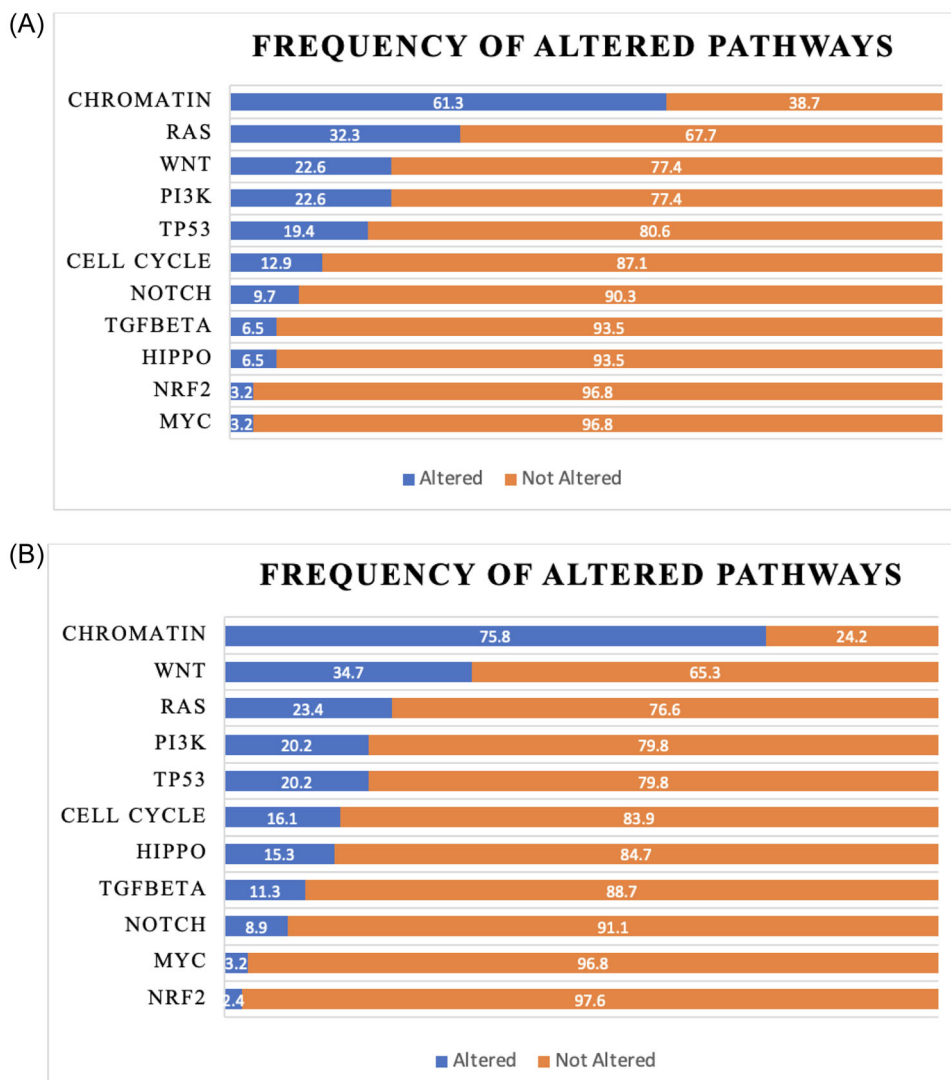 (A)
FREQUENCY OF ALTERED PATHWAYS
CHROMATIN 61.3 38.7
RAS 32.3 67.7
WNT 22.6 77.4
PI3K 22.6 77.4
TP53 19.4 80.6
CELL CYCLE 12.9 87.1
NOTCH 9.7 90.3
TGFBETA 6.5 93.5
HIPPO 6.5 93.5
NRF2 3.2 96.8
MYC 3.2 96.8
Altered Not Altered
(B)
FREQUENCY OF ALTERED PATHWAYS
CHROMATIN 75.8 24.2
WNT 34.7 65.3
RAS 23.4 76.6
PI3K 20.2 79.8
TP53 20.2 79.8
CELL CYCLE 16.1 83.9
HIPPO 15.3 84.7
TGFBETA 11.3 88.7
NOTCH 8.9 91.1
MYC 3.2 96.8
NRF2 2.4 97.6
Altered Not Altered